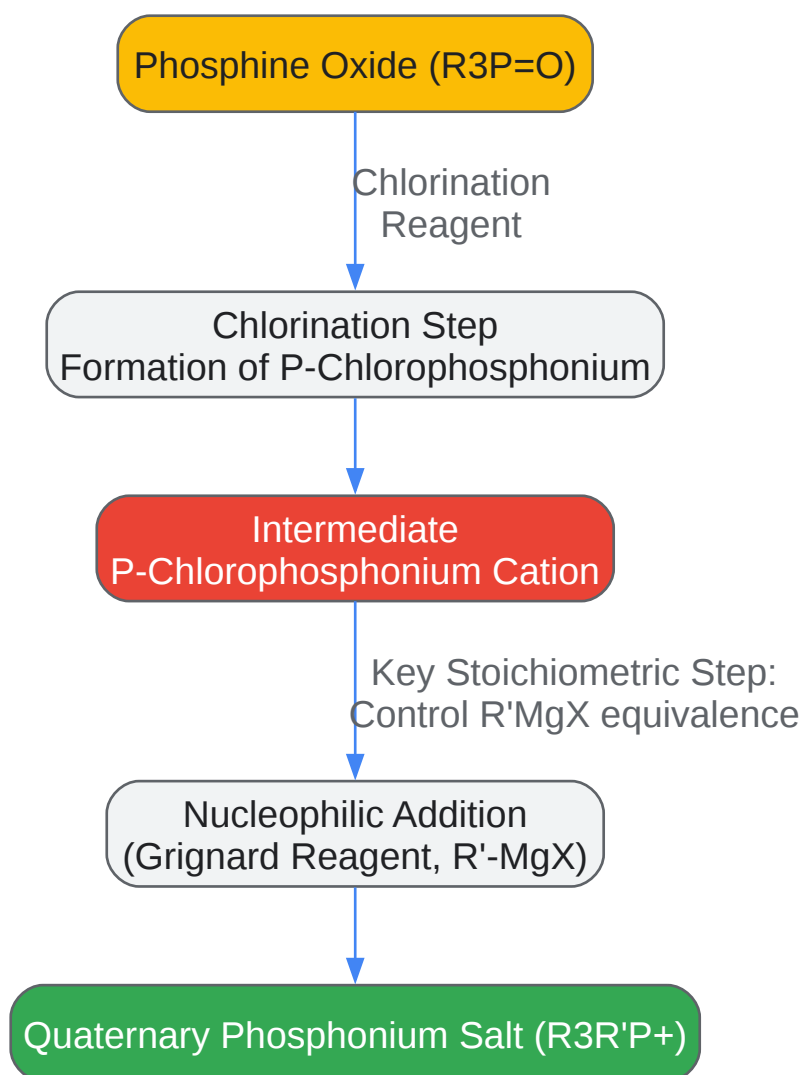 Phosphine Oxide (R3P=O)
Chlorination
Reagent
Chlorination Step
Formation of P-Chlorophosphonium
Intermediate
P-Chlorophosphonium Cation
Key Stoichiometric Step:
Control R'MgX equivalence
Nucleophilic Addition
(Grignard Reagent, R'-MgX)
Quaternary Phosphonium Salt (R3R'P+)